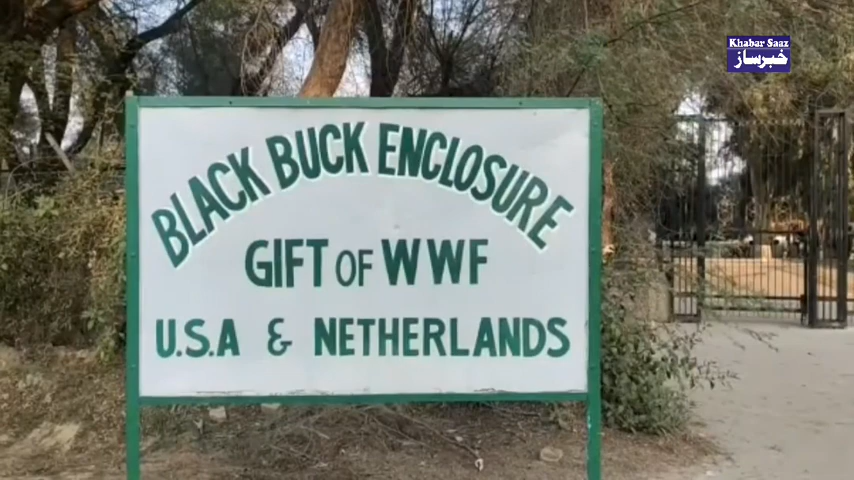 Khabar Saaz
خبرساز
BLACK BUCK ENCLOSURE
GIFT OF WWF
U.S.A & NETHERLANDS